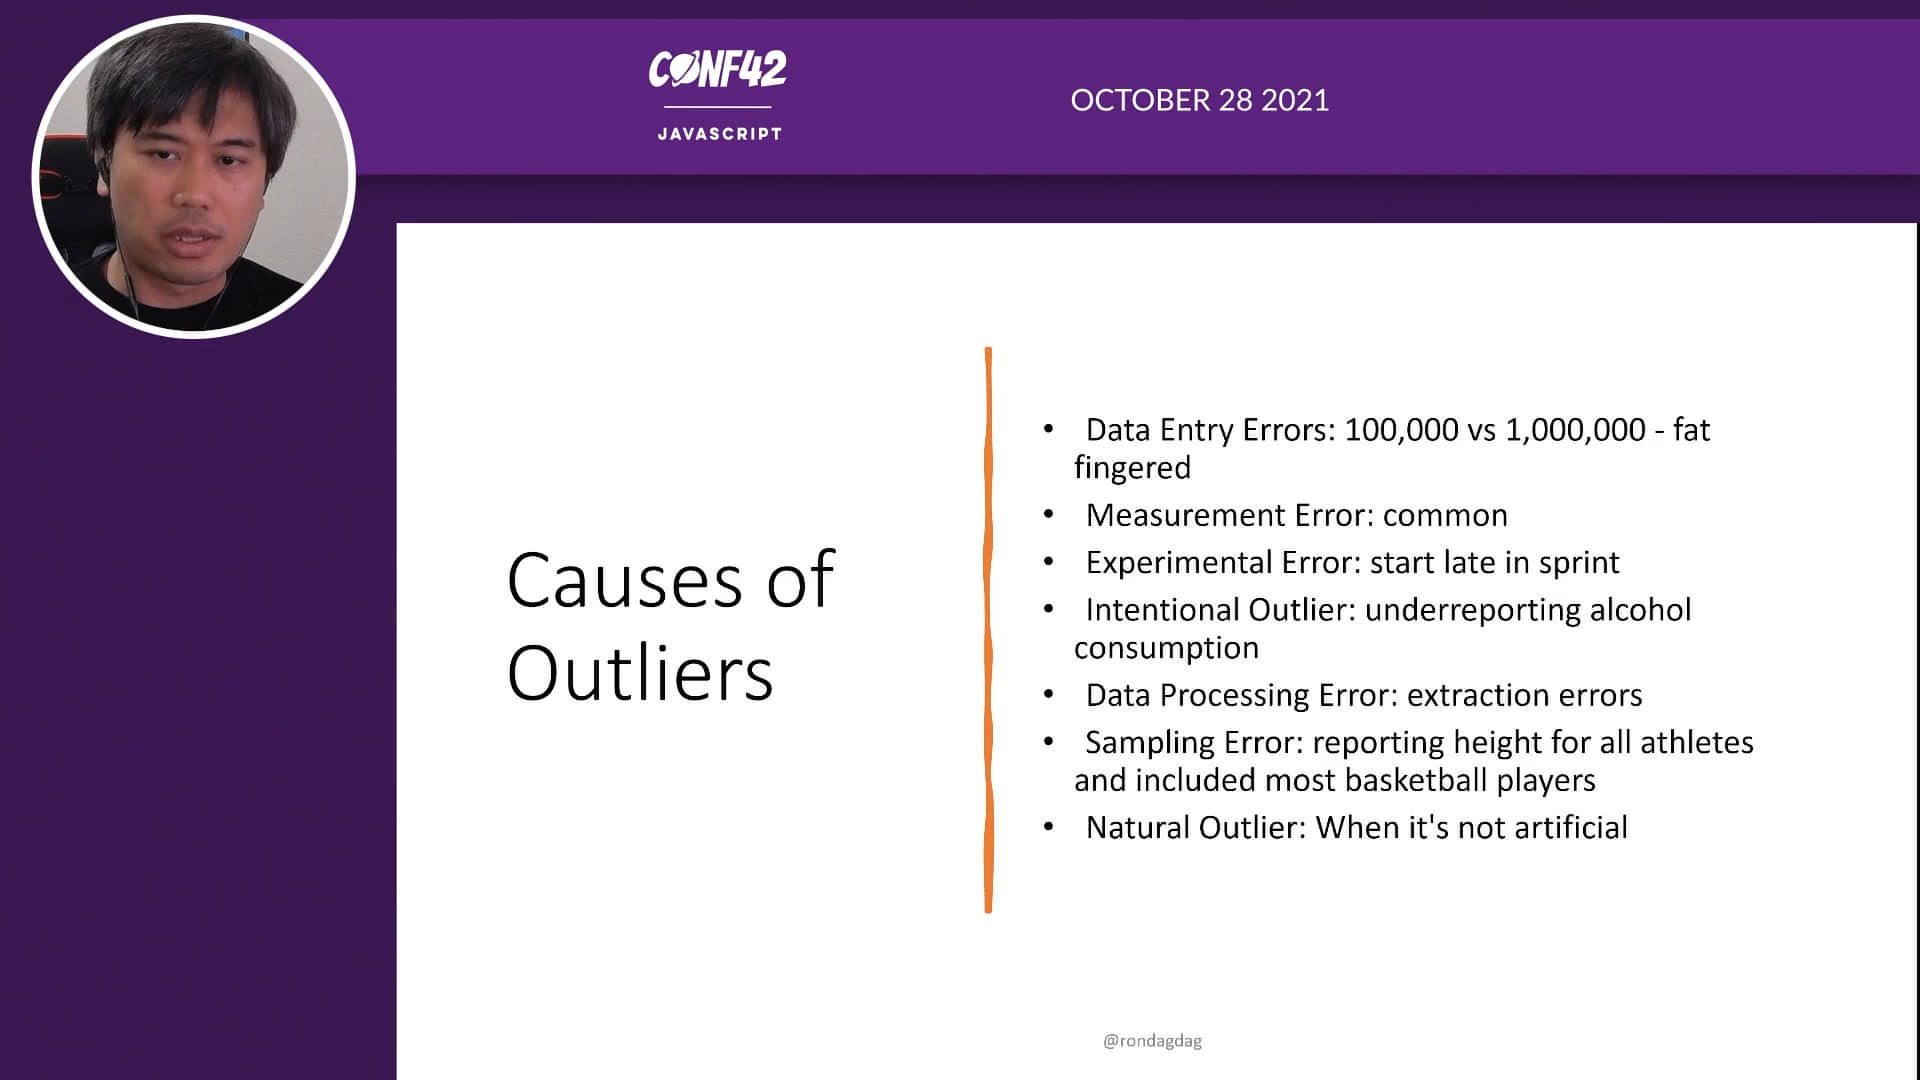 CONF42
JAVASCRIPT
OCTOBER 28 2021
Causes of
Outliers
• Data Entry Errors: 100,000 vs 1,000,000 - fat
fingered
• Measurement Error: common
• Experimental Error: start late in sprint
• Intentional Outlier: underreporting alcohol
consumption
• Data Processing Error: extraction errors
• Sampling Error: reporting height for all athletes
and included most basketball players
• Natural Outlier: When it's not artificial
@rondagdag